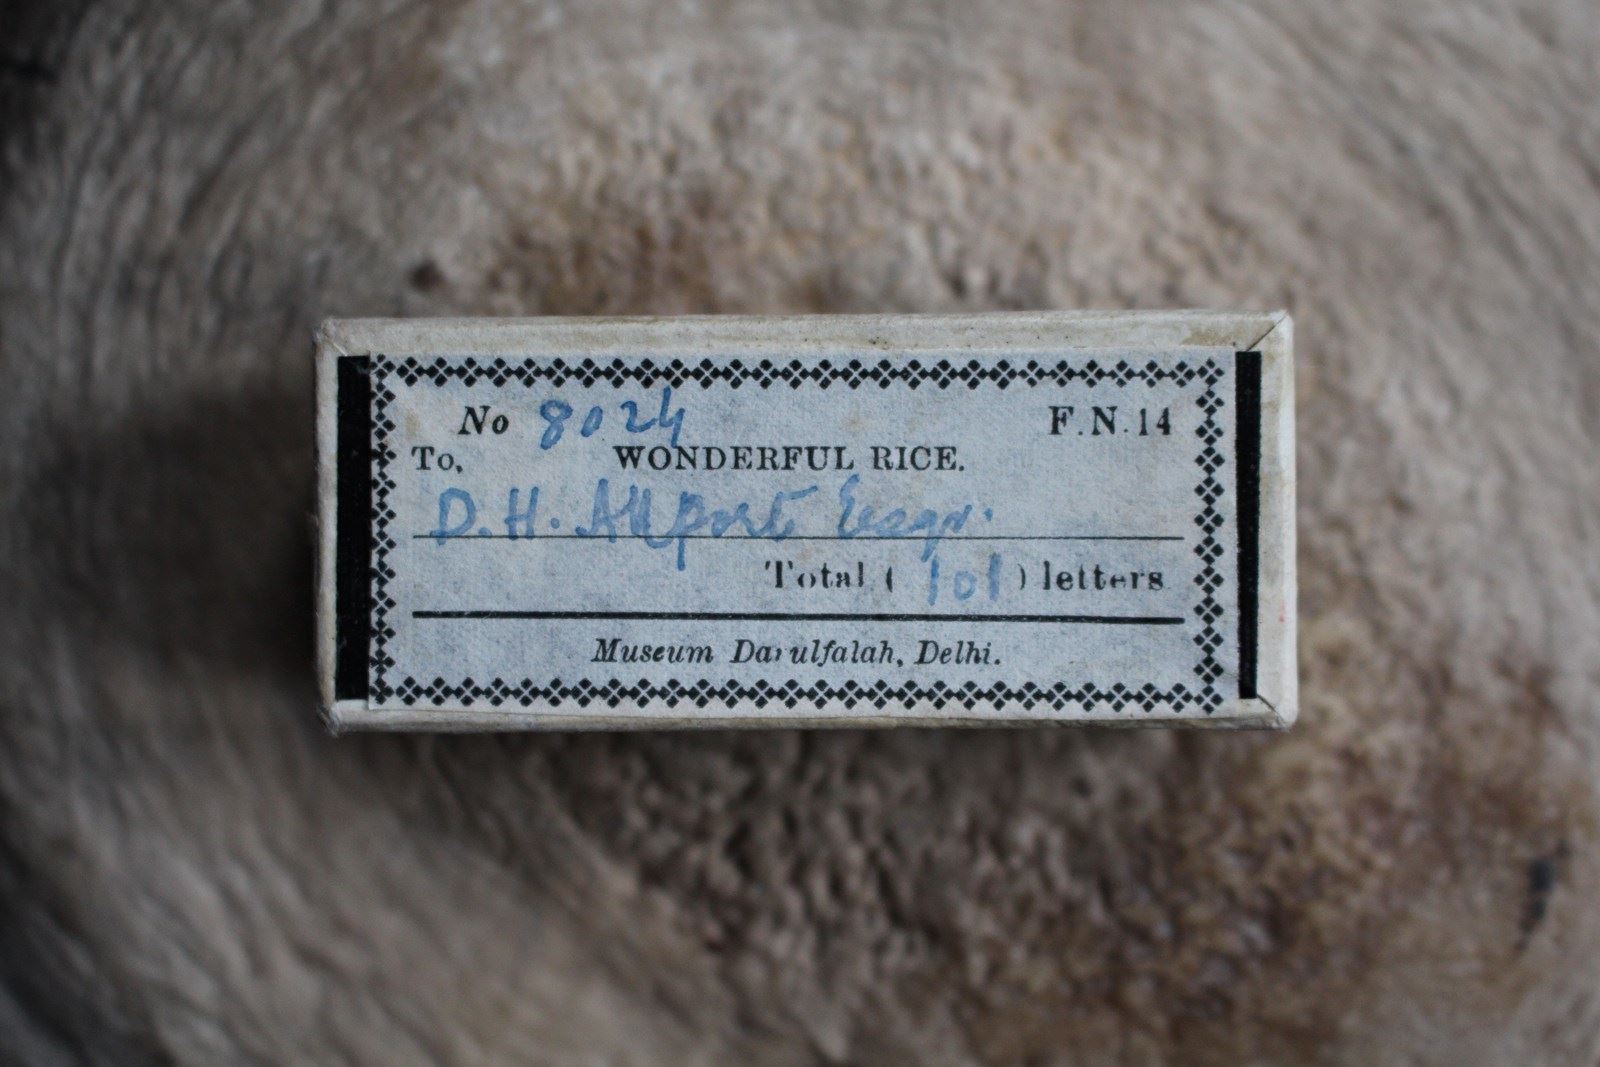 No 8024 F.N.14
To, WONDERFUL RICE.
D.H. Allport Esqr.
Total ( 101 ) letters
Museum Darulfalah, Delhi.